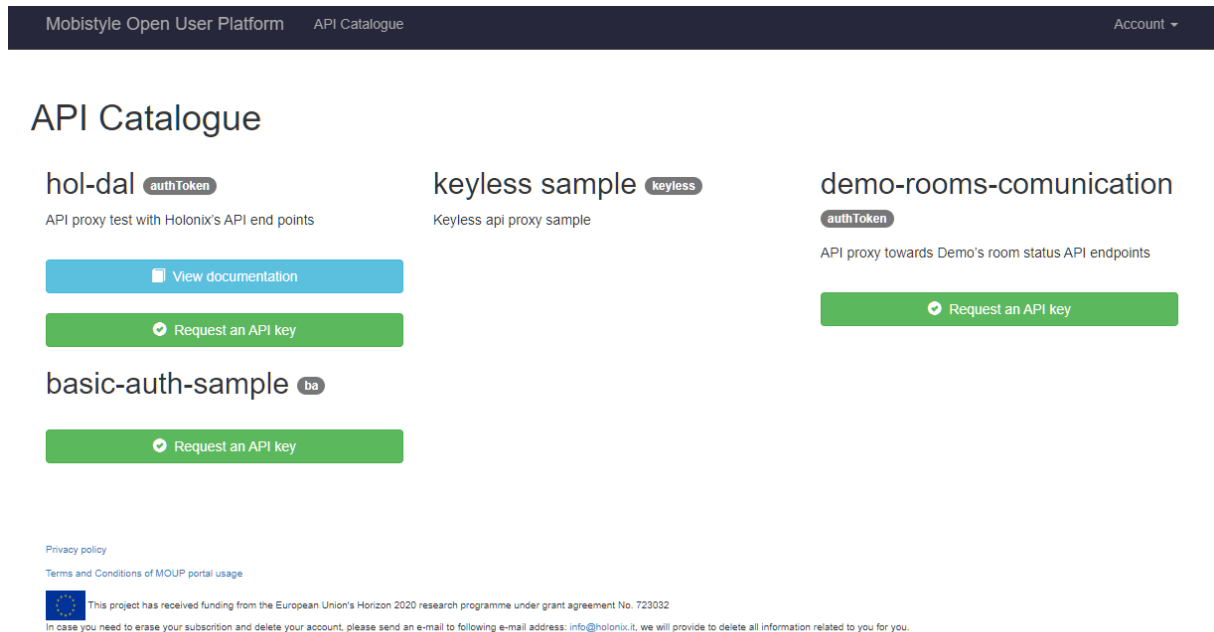 Mobistyle Open User Platform API Catalogue Account
API Catalogue
hol-dal authToken
API proxy test with Holonix's API end points
View documentation
Request an API key
keyless sample keyless
Keyless api proxy sample
demo-rooms-comunication
authToken
API proxy towards Demo's room status API endpoints
Request an API key
basic-auth-sample ba
Request an API key
Privacy policy
Terms and Conditions of MOUP portal usage
This project has received funding from the European Union's Horizon 2020 research programme under grant agreement No. 723032
In case you need to erase your subscrition and delete your account, please send an e-mail to following e-mail address: info@holonix.it, we will provide to delete all information related to you for you.